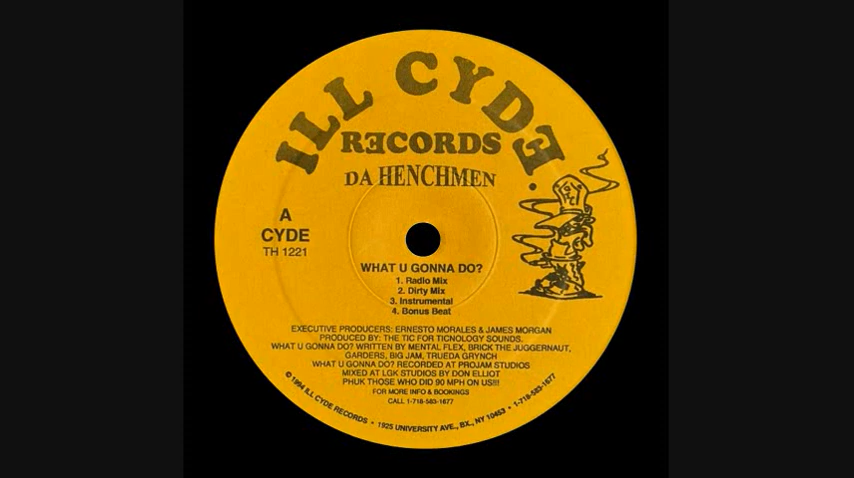 ILL CYDE.
RECORDS
DA HENCHMEN
A
CYDE
TH 1221
WHAT U GONNA DO?
1. Radio Mix
2. Dirty Mix
3. Instrumental
4. Bonus Beat
EXECUTIVE PRODUCERS: ERNESTO MORALES & JAMES MORGAN
PRODUCED BY: THE TIC FOR TICNOLOGY SOUNDS.
WHAT U GONNA DO? WRITTEN BY MENTAL FLEX, BRICK THE JUGGERNAUT,
GARDERS, BIG JAM, TRUEDA GRYNCH
WHAT U GONNA DO? RECORDED AT PROJAM STUDIOS
MIXED AT LGK STUDIOS BY DON ELLIOT
PHUK THOSE WHO DID 90 MPH ON US!!!
FOR MORE INFO & BOOKINGS
CALL 1-718-583-1677
© 1994 ILL CYDE RECORDS • 1925 UNIVERSITY AVE., BX., NY 10453 • 1-718-583-1677